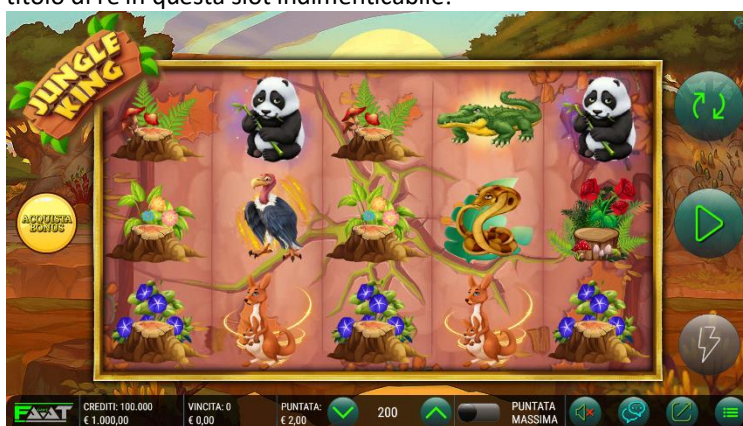 titolo di re in questa slot indimenticabile!
JUNGLE
KING
ACQUISTA
BONUS
FAAT
CREDITI: 100.000
€ 1.000,00
VINCITA: 0
€ 0,00
PUNTATA:
€ 2,00
200
PUNTATA
MASSIMA